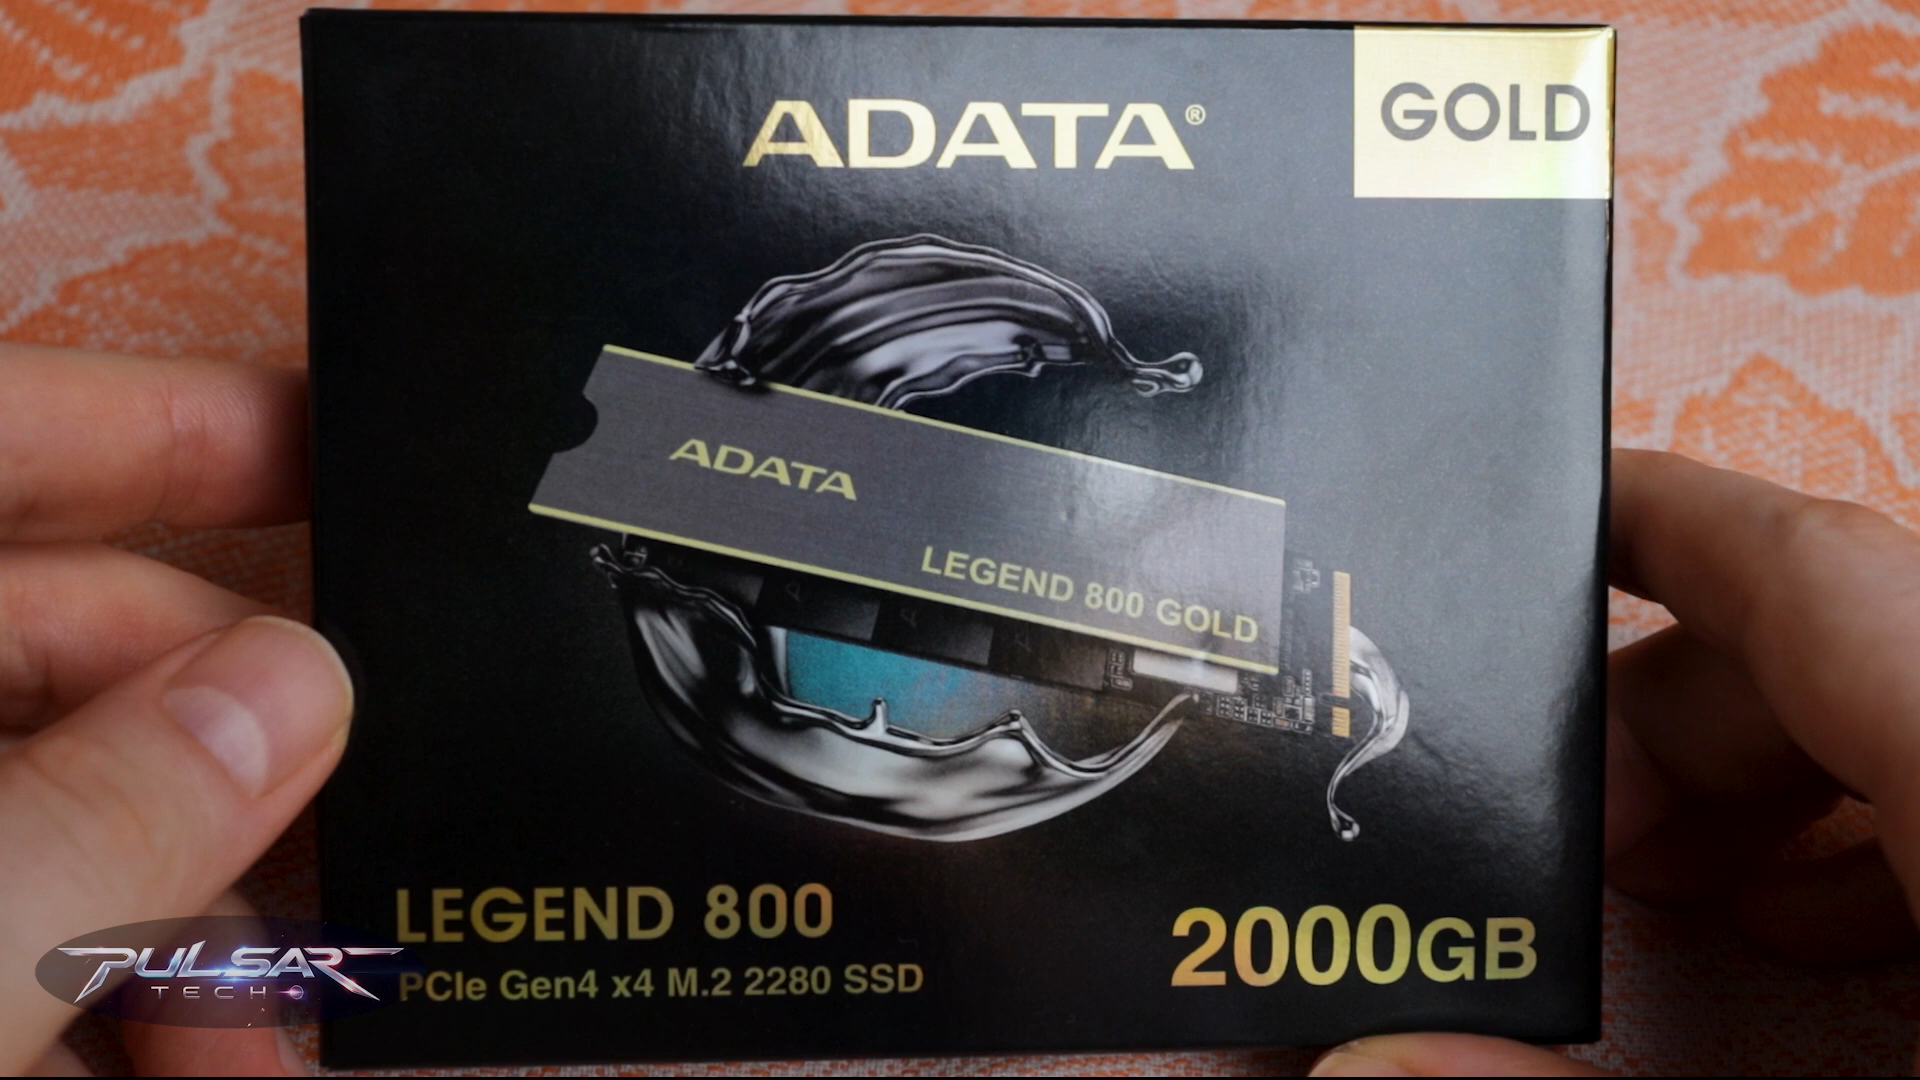 ADATA®
GOLD
ADATA
LEGEND 800 GOLD
LEGEND 800
PCIe Gen4 x4 M.2 2280 SSD
2000GB
PULSAR
TECH